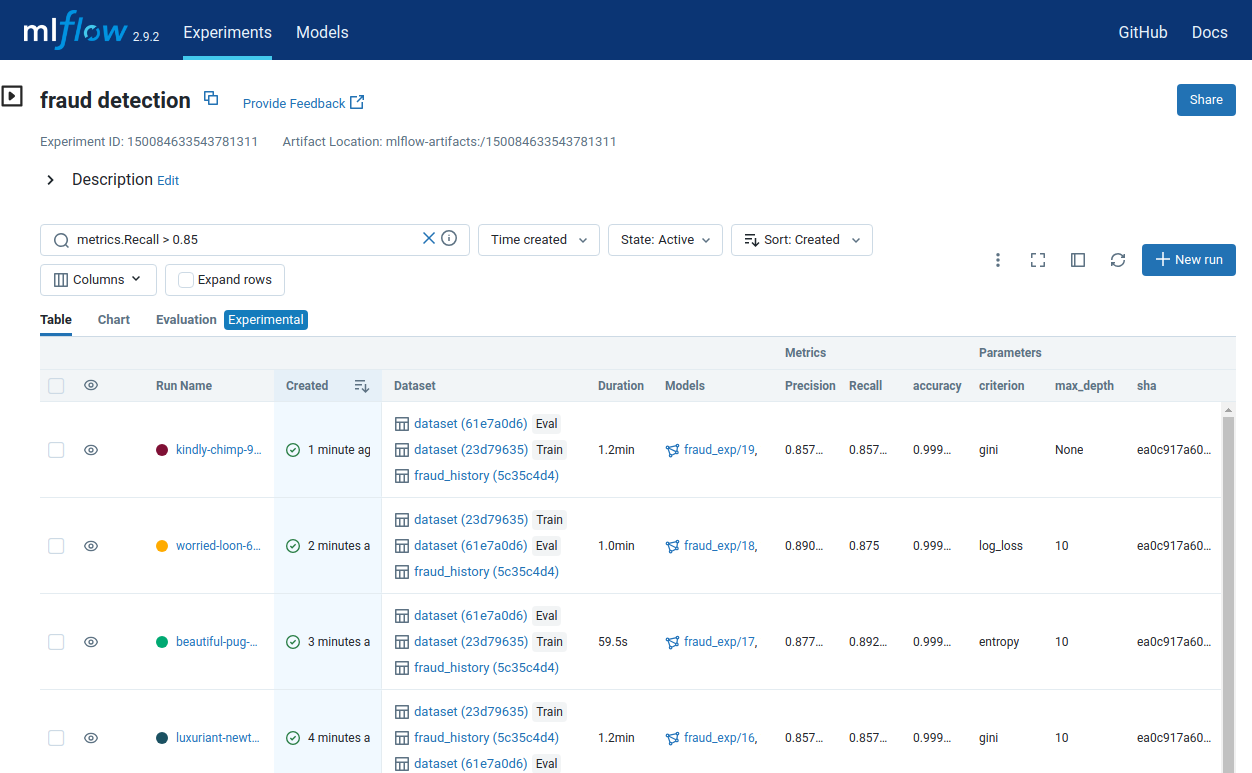 mlflow 2.9.2 Experiments Models GitHub Docs
fraud detection Provide Feedback Share
Experiment ID: 150084633543781311 Artifact Location: mlflow-artifacts:/150084633543781311
Description Edit
metrics.Recall > 0.85 Time created State: Active Sort: Created
New run
Columns Expand rows
Table Chart Evaluation Experimental
Metrics Parameters
Run Name Created Dataset Duration Models Precision Recall accuracy criterion max_depth sha
dataset (61e7a0d6) Eval
kindly-chimp-9... 1 minute ag dataset (23d79635) Train 1.2min fraud_exp/19, 0.857... 0.857... 0.999... gini None ea0c917a60...
fraud_history (5c35c4d4)
dataset (23d79635) Train
worried-loon-6... 2 minutes a dataset (61e7a0d6) Eval 1.0min fraud_exp/18, 0.890... 0.875 0.999... log_loss 10 ea0c917a60...
fraud_history (5c35c4d4)
dataset (61e7a0d6) Eval
beautiful-pug-... 3 minutes a dataset (23d79635) Train 59.5s fraud_exp/17, 0.877... 0.892... 0.999... entropy 10 ea0c917a60...
fraud_history (5c35c4d4)
dataset (23d79635) Train
luxuriant-newt... 4 minutes a fraud_history (5c35c4d4) 1.2min fraud_exp/16, 0.857... 0.857... 0.999... gini 10 ea0c917a60...
dataset (61e7a0d6) Eval